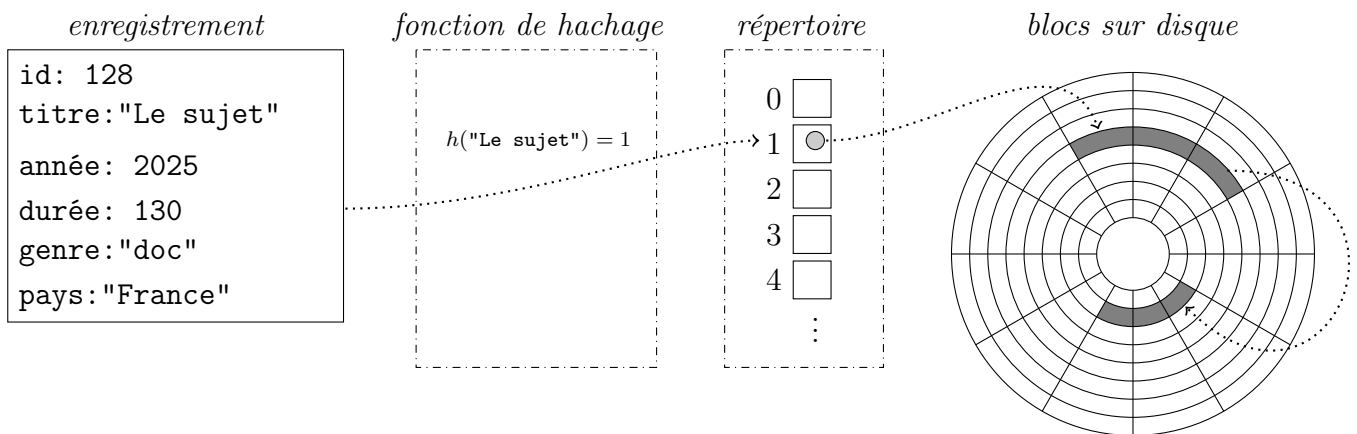 enregistrement
fonction de hachage
répertoire
blocs sur disque
id: 128
titre:"Le sujet"
année: 2025
durée: 130
genre:"doc"
pays:"France"
h("Le sujet") = 1
0
1
2
3
4
⋮